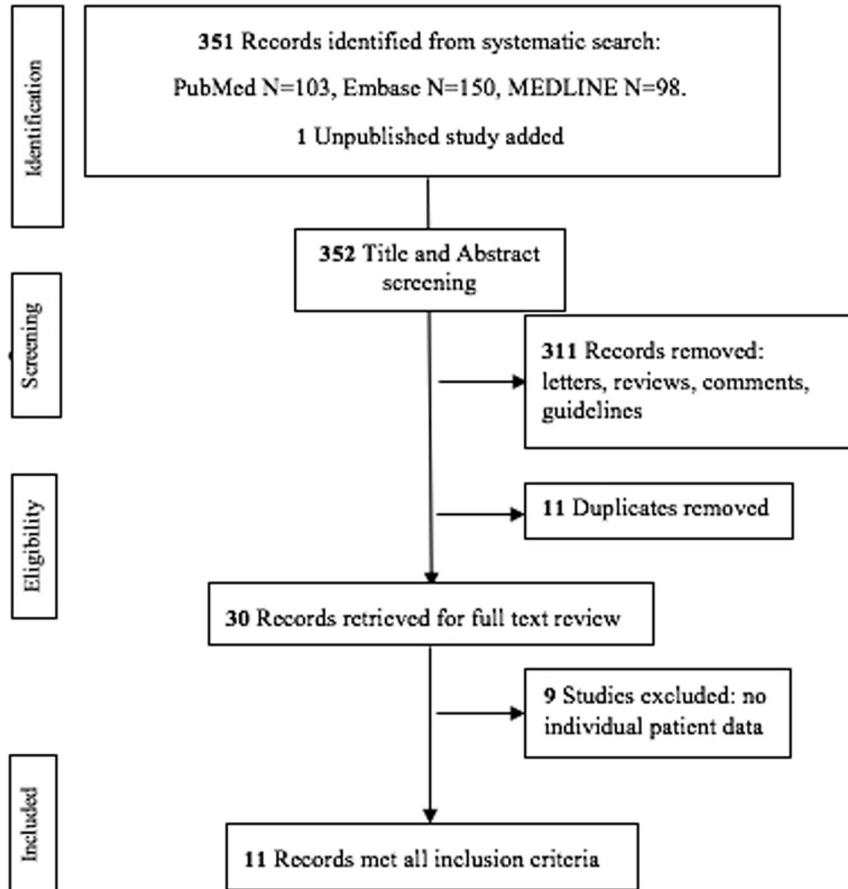 Identification
351 Records identified from systematic search:
PubMed N=103, Embase N=150, MEDLINE N=98.
1 Unpublished study added
352 Title and Abstract
screening
Screening
311 Records removed:
letters, reviews, comments,
guidelines
Eligibility
11 Duplicates removed
30 Records retrieved for full text review
9 Studies excluded: no
individual patient data
Included
11 Records met all inclusion criteria